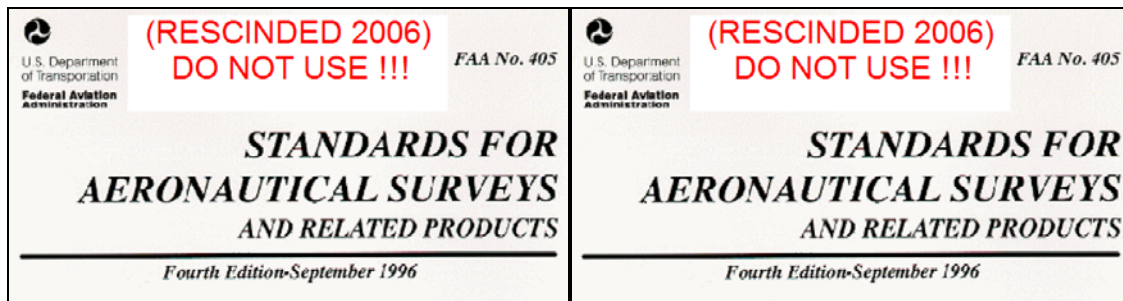 (RESCINDED 2006)
DO NOT USE !!!
U.S. Department
of Transportation
Federal Aviation
Administration
FAA No. 405
STANDARDS FOR
AERONAUTICAL SURVEYS
AND RELATED PRODUCTS
Fourth Edition-September 1996
(RESCINDED 2006)
DO NOT USE !!!
U.S. Department
of Transportation
Federal Aviation
Administration
FAA No. 405
STANDARDS FOR
AERONAUTICAL SURVEYS
AND RELATED PRODUCTS
Fourth Edition-September 1996